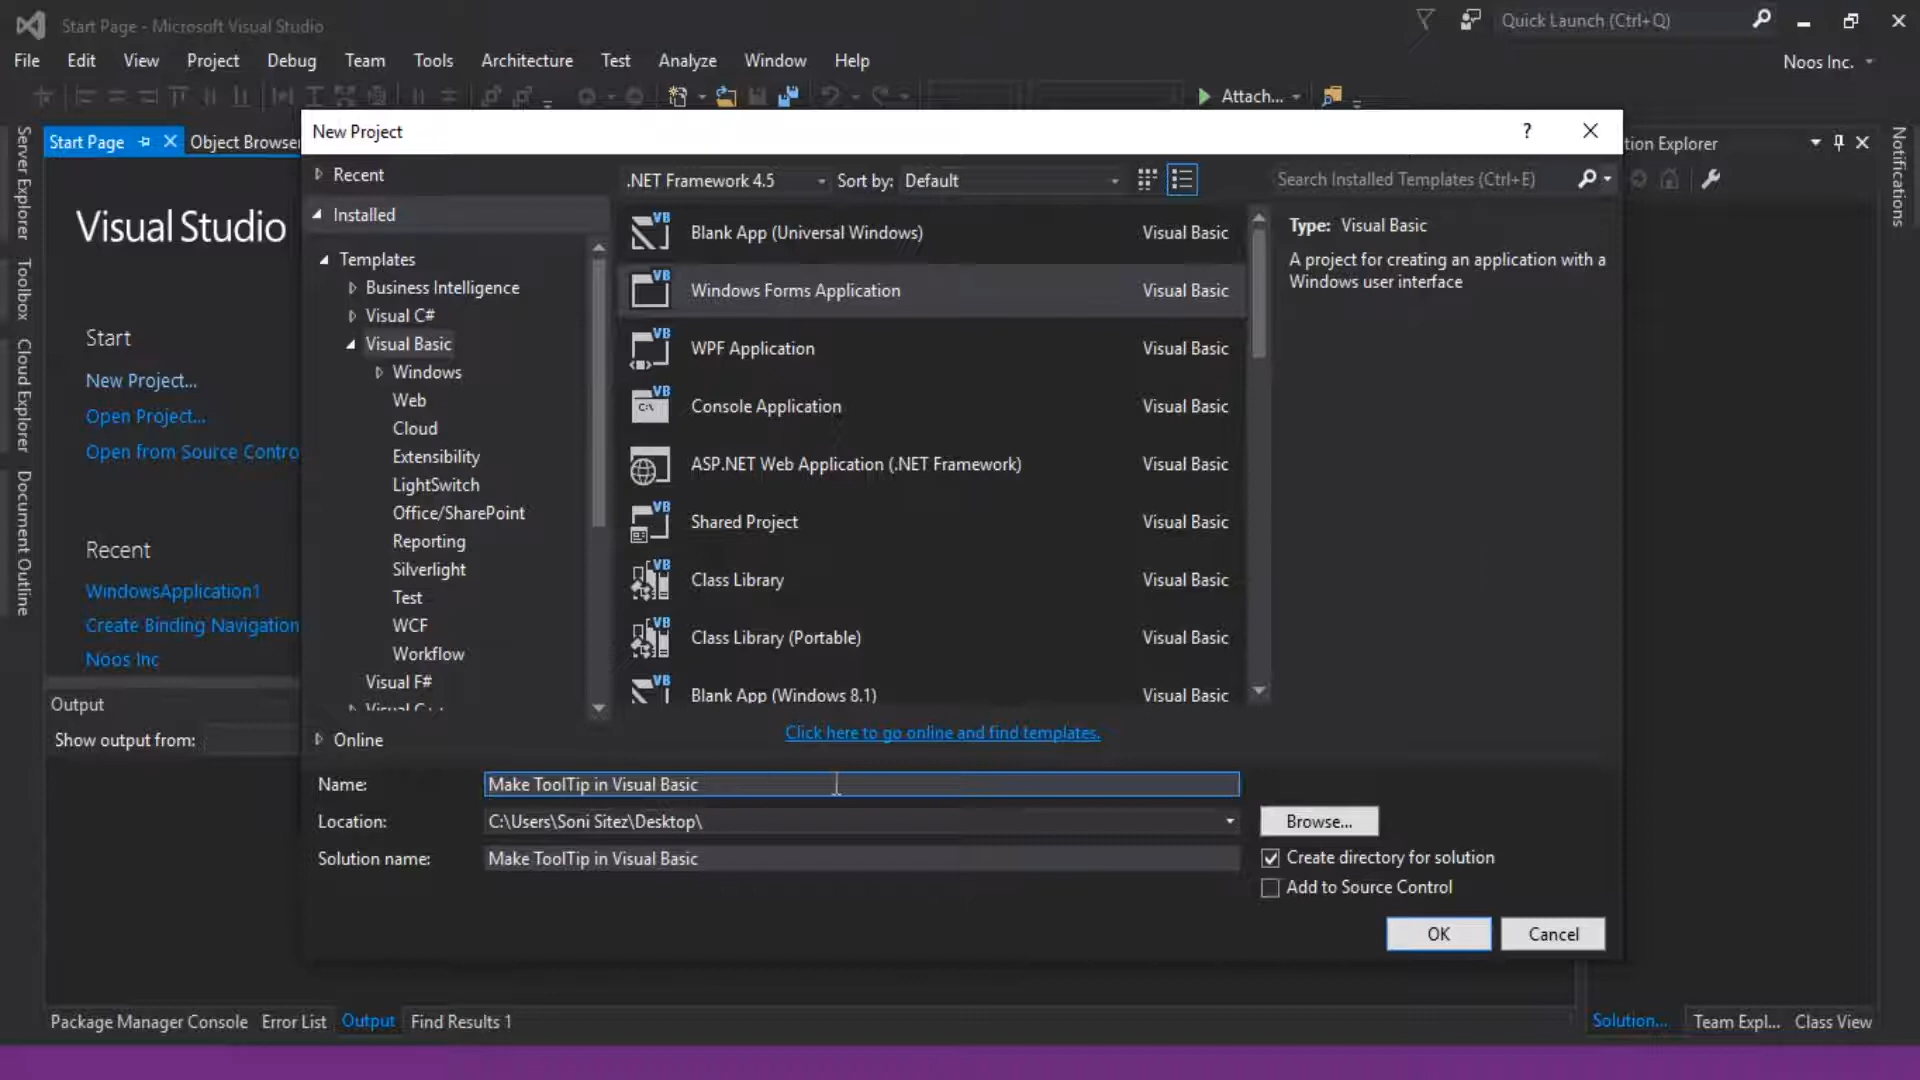 Start Page - Microsoft Visual Studio
Quick Launch (Ctrl+Q)
File Edit View Project Debug Team Tools Architecture Test Analyze Window Help
Noos Inc.
Attach...
Server Explorer
Toolbox
Cloud Explorer
Document Outline
Start Page
Object Browser
Visual Studio
Start
New Project...
Open Project...
Open from Source Contro
Recent
WindowsApplication1
Create Binding Navigation
Noos Inc
Output
Show output from:
New Project
?
Recent
Installed
Templates
Business Intelligence
Visual C#
Visual Basic
Windows
Web
Cloud
Extensibility
LightSwitch
Office/SharePoint
Reporting
Silverlight
Test
WCF
Workflow
Visual F#
Visual C++
Online
.NET Framework 4.5
Sort by: Default
Search Installed Templates (Ctrl+E)
VB Blank App (Universal Windows) Visual Basic
VB Windows Forms Application Visual Basic
VB WPF Application Visual Basic
VB C:\ Console Application Visual Basic
VB ASP.NET Web Application (.NET Framework) Visual Basic
VB Shared Project Visual Basic
VB Class Library Visual Basic
VB Class Library (Portable) Visual Basic
VB Blank App (Windows 8.1) Visual Basic
Click here to go online and find templates.
Type: Visual Basic
A project for creating an application with a
Windows user interface
Name: Make ToolTip in Visual Basic
Location: C:\Users\Soni Sitez\Desktop\
Browse...
Solution name: Make ToolTip in Visual Basic
Create directory for solution
Add to Source Control
OK Cancel
tion Explorer
Notifications
Package Manager Console Error List Output Find Results 1
Solution... Team Expl... Class View